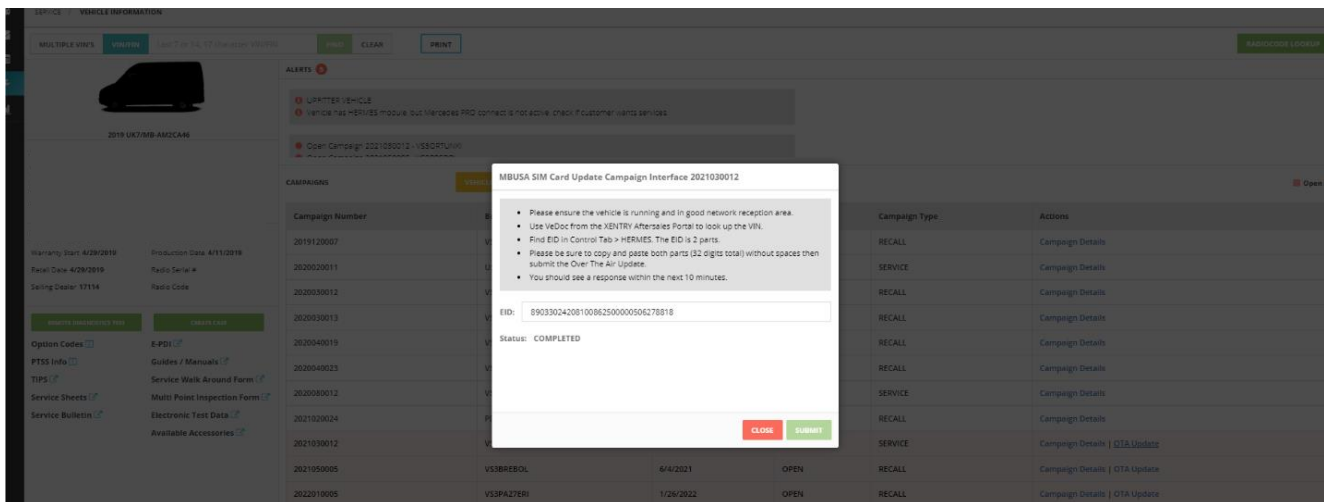 SERVICE / VEHICLE INFORMATION
MULTIPLE VIN'S VIN/FIN FIND CLEAR PRINT RADIOCODE LOOKUP
ALERTS
UPFITTER VEHICLE
Vehicle has HERMES module but Mercedes PRO connect is not active, check if customer wants services.
2019 UK7/MB-AM2CA46
Open Campaign 2021030012 -
Open Campaign
CAMPAIGNS
MBUSA SIM Card Update Campaign Interface 2021030012
Open
Please ensure the vehicle is running and in good network reception area.
Use VeDoc from the XENTRY Aftersales Portal to look up the VIN.
Find EID in Control Tab > HERMES. The EID is 2 parts.
Please be sure to copy and paste both parts (32 digits total) without spaces then
submit the Over The Air Update.
You should see a response within the next 10 minutes.
EID: 89033024208100862500000506278818
Status: COMPLETED
CLOSE SUBMIT
Campaign Number Campaign Type Actions
2019120007 RECALL Campaign Details
2020020011 SERVICE Campaign Details
2020030012 RECALL Campaign Details
2020030013 RECALL Campaign Details
2020040019 RECALL Campaign Details
2020040023 RECALL Campaign Details
2020080012 SERVICE Campaign Details
2021020024 RECALL Campaign Details
2021030012 SERVICE Campaign Details | OTA Update
2021050005 VS3BREBOL 6/4/2021 OPEN RECALL Campaign Details | OTA Update
2022010005 VS3PAZ7ERI 1/26/2022 OPEN RECALL Campaign Details | OTA Update
Warranty Start 4/29/2019 Production Date 4/11/2019
Retail Date 4/29/2019 Radio Serial #
Selling Dealer 17114 Radio Code
REMOTE DIAGNOSTICS PDM CREATE CASE
Option Codes E-PDI
PTSS Info Guides / Manuals
TIPS Service Walk Around Form
Service Sheets Multi Point Inspection Form
Service Bulletin Electronic Test Data
Available Accessories